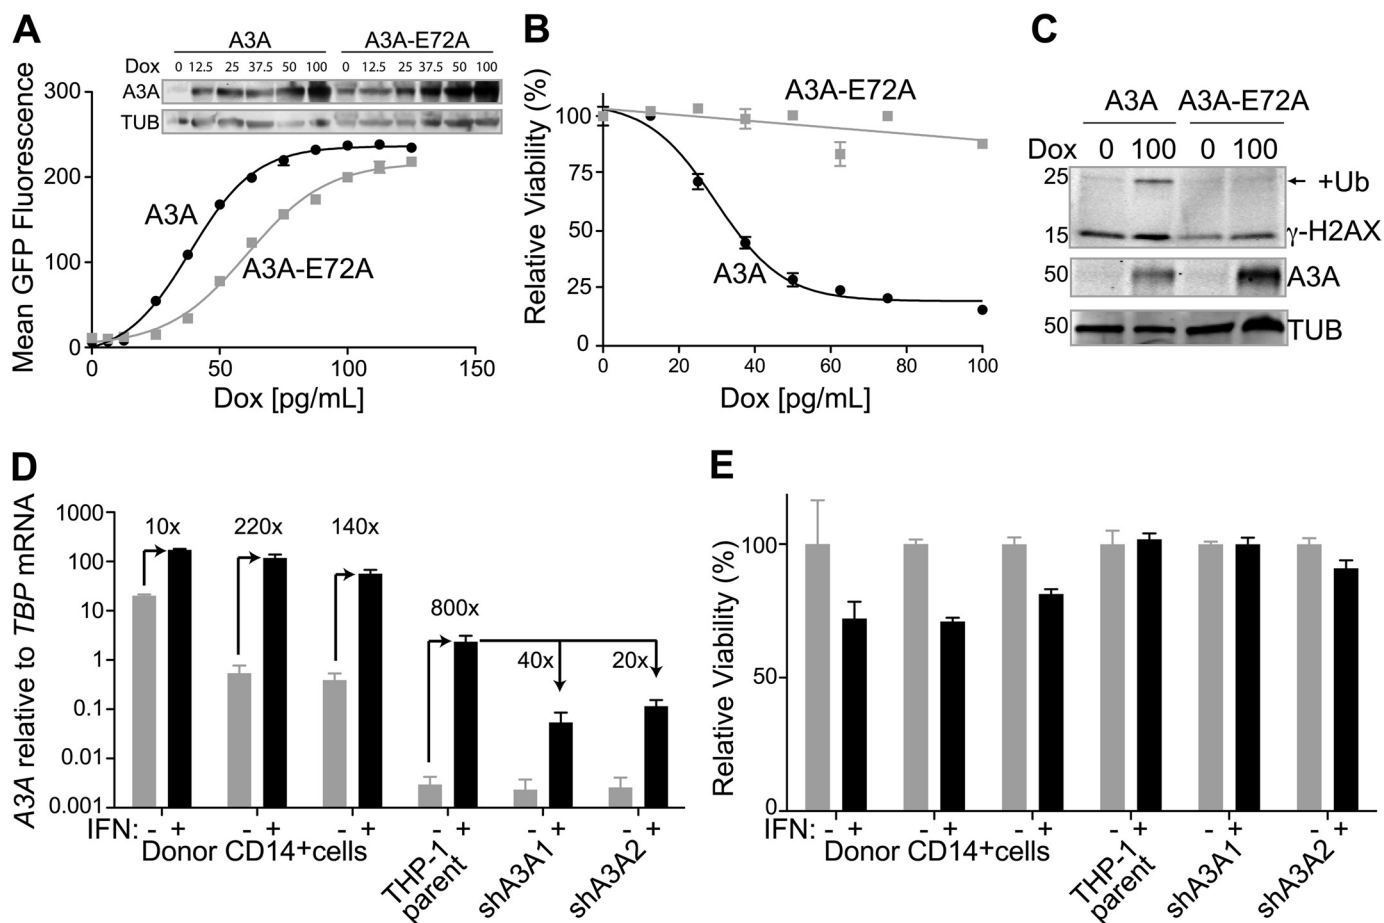 A
A3A A3A-E72A
Dox 0 12.5 25 37.5 50 100 0 12.5 25 37.5 50 100
A3A
TUB
Mean GFP Fluorescence
300
200
100
0
A3A
A3A-E72A
0 50 100 150
Dox [pg/mL]
B
Relative Viability (%)
100
75
50
25
0
A3A-E72A
A3A
0 20 40 60 80 100
Dox [pg/mL]
C
A3A A3A-E72A
Dox 0 100 0 100
25 +Ub
15 γ-H2AX
50 A3A
50 TUB
D
A3A relative to TBP mRNA
1000
100
10
1
0.1
0.01
0.001
10x 220x 140x
800x
40x 20x
IFN: - + - + - + - + - + - +
Donor CD14+cells
THP-1
parent
shA3A1
shA3A2
E
Relative Viability (%)
100
50
0
IFN: - + - + - + - + - + - +
Donor CD14+cells
THP-1
parent
shA3A1
shA3A2